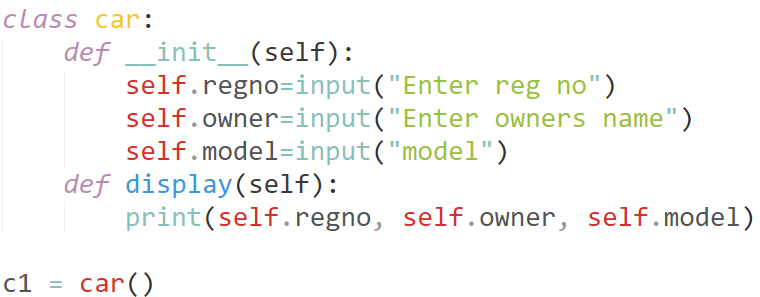 class car:
    def __init__(self):
        self.regno=input("Enter reg no")
        self.owner=input("Enter owners name")
        self.model=input("model")
    def display(self):
        print(self.regno, self.owner, self.model)

c1 = car()